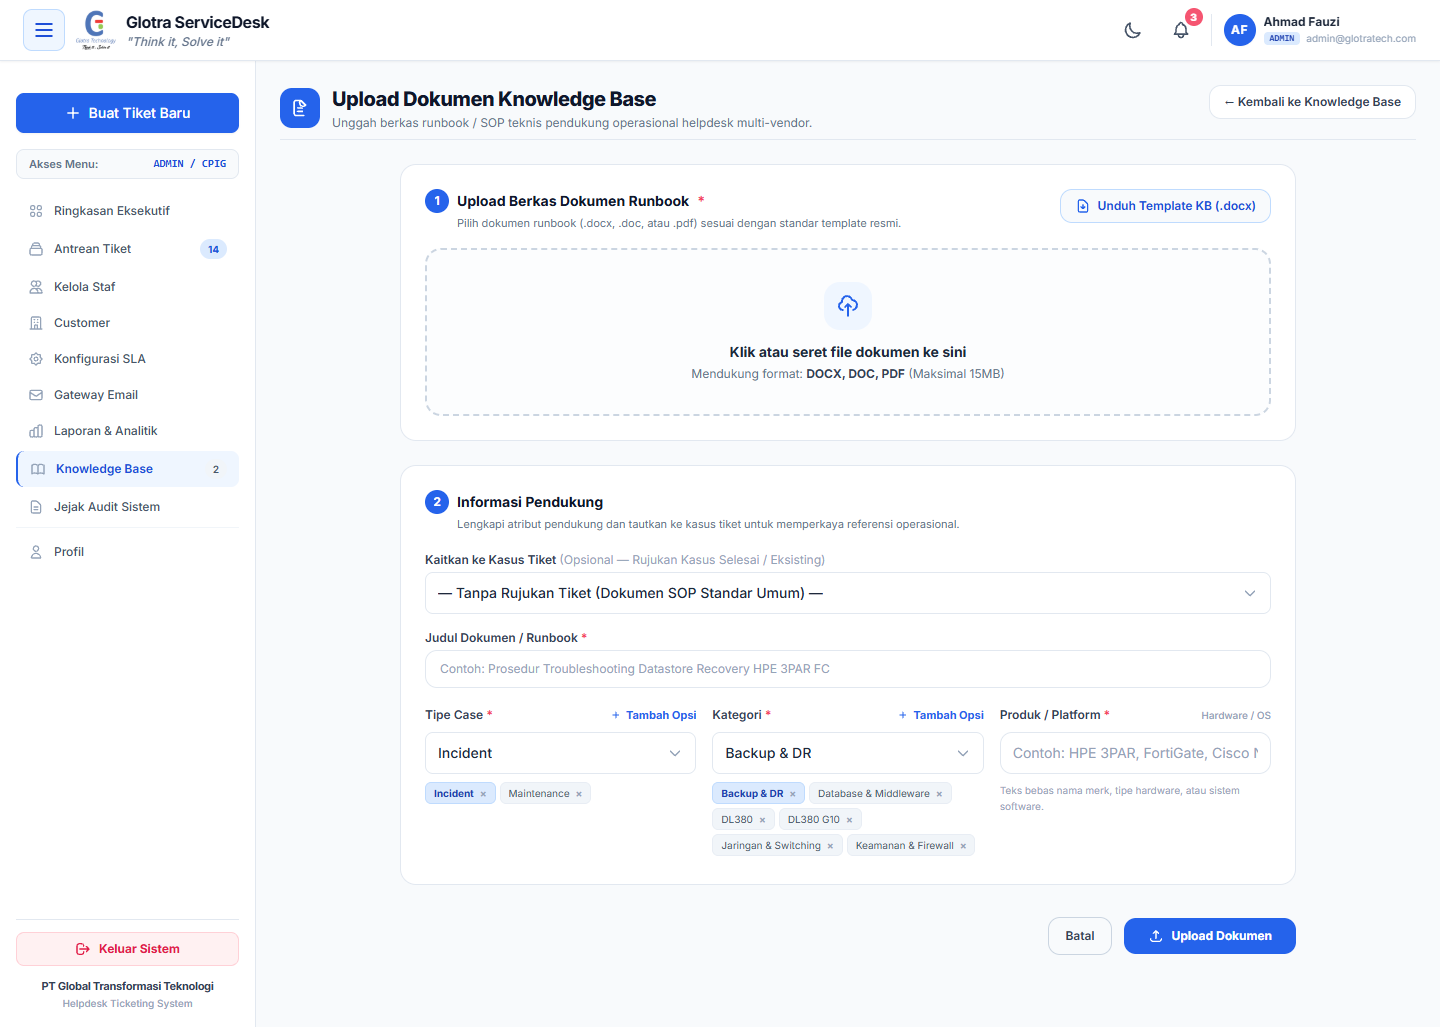 Glotra ServiceDesk
"Think it, Solve it"
3
AF
Ahmad Fauzi
ADMIN admin@glotratech.com
+ Buat Tiket Baru
Akses Menu: ADMIN / CPIG
Ringkasan Eksekutif
Antrean Tiket 14
Kelola Staf
Customer
Konfigurasi SLA
Gateway Email
Laporan & Analitik
Knowledge Base 2
Jejak Audit Sistem
Profil
Keluar Sistem
PT Global Transformasi Teknologi
Helpdesk Ticketing System
Upload Dokumen Knowledge Base
Unggah berkas runbook / SOP teknis pendukung operasional helpdesk multi-vendor.
← Kembali ke Knowledge Base
1 Upload Berkas Dokumen Runbook *
Pilih dokumen runbook (.docx, .doc, atau .pdf) sesuai dengan standar template resmi.
Unduh Template KB (.docx)
Klik atau seret file dokumen ke sini
Mendukung format: DOCX, DOC, PDF (Maksimal 15MB)
2 Informasi Pendukung
Lengkapi atribut pendukung dan tautkan ke kasus tiket untuk memperkaya referensi operasional.
Kaitkan ke Kasus Tiket (Opsional — Rujukan Kasus Selesai / Eksisting)
— Tanpa Rujukan Tiket (Dokumen SOP Standar Umum) —
Judul Dokumen / Runbook *
Contoh: Prosedur Troubleshooting Datastore Recovery HPE 3PAR FC
Tipe Case * + Tambah Opsi
Incident
Incident × Maintenance ×
Kategori * + Tambah Opsi
Backup & DR
Backup & DR × Database & Middleware ×
DL380 × DL380 G10 ×
Jaringan & Switching × Keamanan & Firewall ×
Produk / Platform * Hardware / OS
Contoh: HPE 3PAR, FortiGate, Cisco
Teks bebas nama merk, tipe hardware, atau sistem
software.
Batal
Upload Dokumen